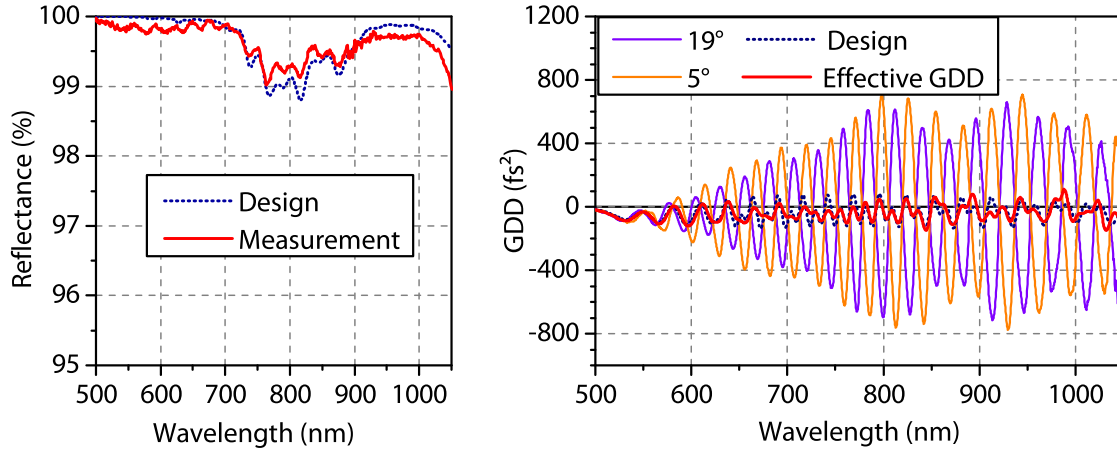 100
99
98
97
96
95
Reflectance (%)
Design
Measurement
500 600 700 800 900 1000
Wavelength (nm)
1200
800
400
0
-400
-800
GDD (fs²)
19° Design
5° Effective GDD
500 600 700 800 900 1000
Wavelength (nm)